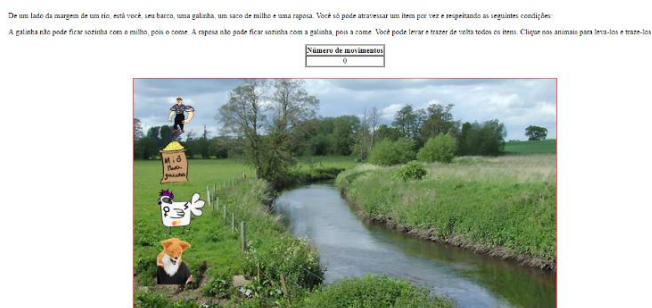 De um lado da margem de um rio, está você, seu barco, uma galinha, um saco de milho e uma raposa. Você só pode atravessar um item por vez e respeitando as seguintes condições:
A galinha não pode ficar sozinha com o milho, pois o come. A raposa não pode ficar sozinha com a galinha, pois a come. Você pode levar e trazer de volta todos os itens. Clique nos animais para leva-los e traze-los
Número de movimentos
0